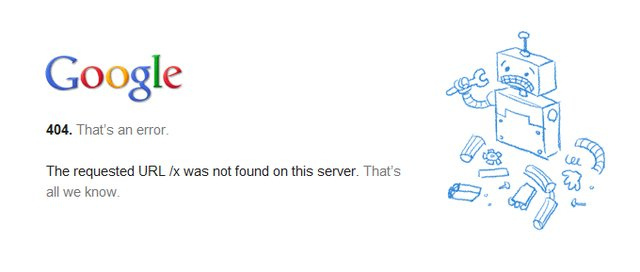 Google
404. That's an error.
The requested URL /x was not found on this server. That's
all we know.